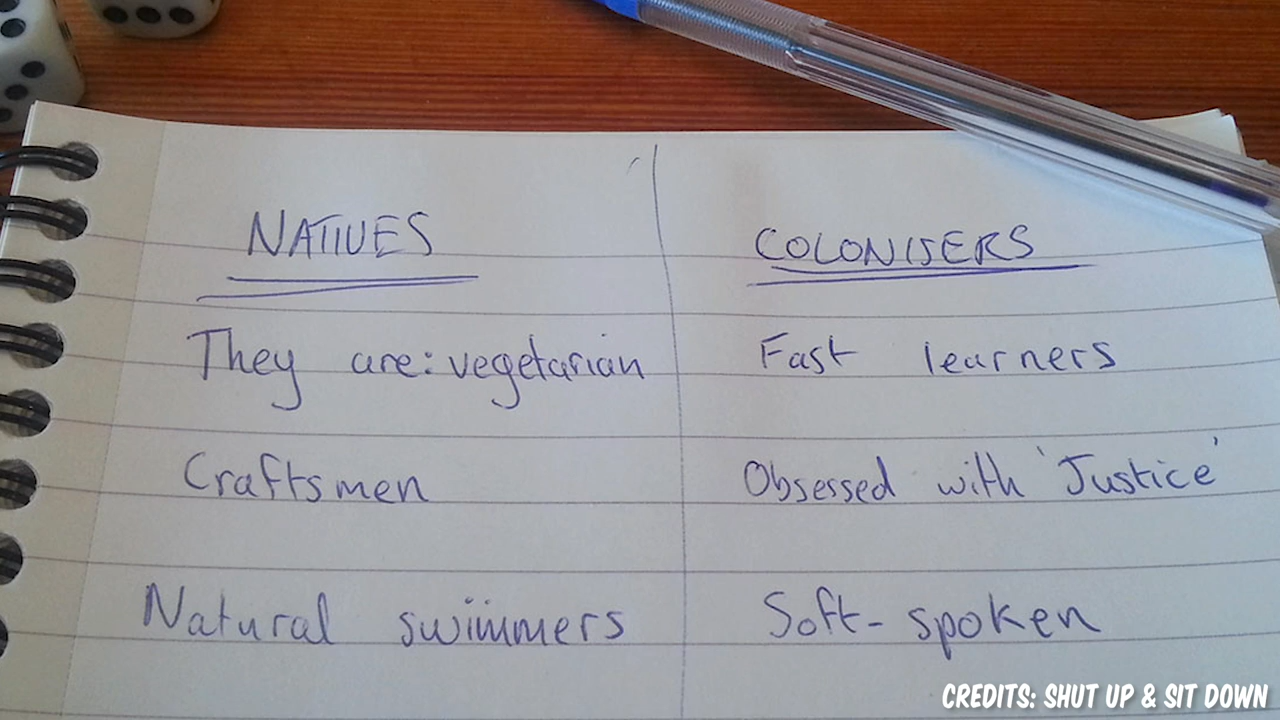 NATIVES
They are: vegetarian
Craftsmen
Natural swimmers
COLONISERS
Fast learners
Obsessed with 'Justice'
Soft-spoken
CREDITS: SHUT UP & SIT DOWN